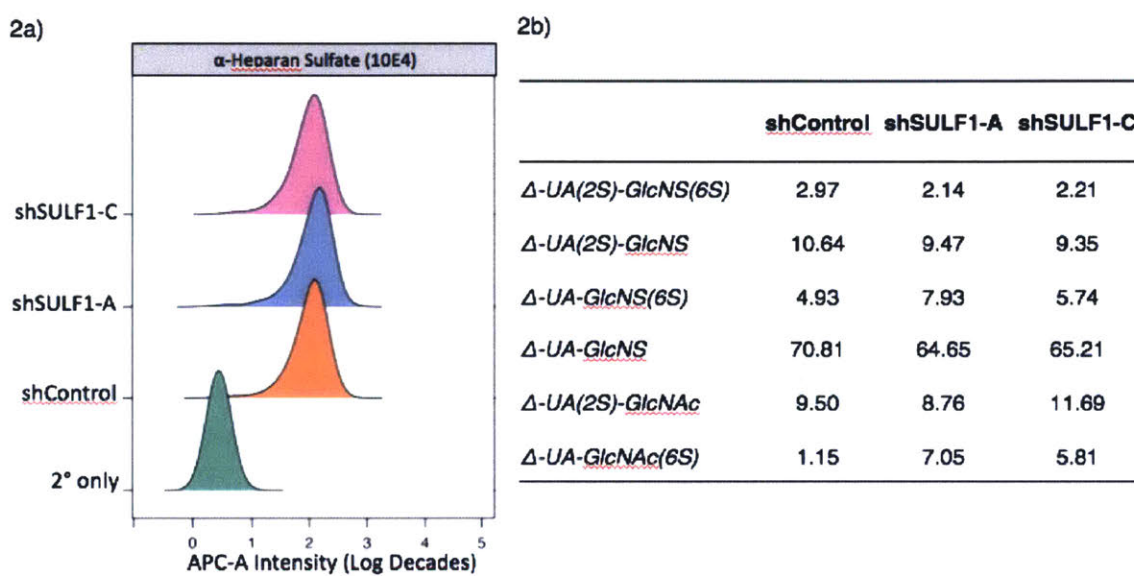 2a)
α-Heparan Sulfate (10E4)
shSULF1-C
shSULF1-A
shControl
2° only
0 1 2 3 4 5
APC-A Intensity (Log Decades)
2b)
shControl shSULF1-A shSULF1-C
Δ-UA(2S)-GlcNS(6S) 2.97 2.14 2.21
Δ-UA(2S)-GlcNS 10.64 9.47 9.35
Δ-UA-GlcNS(6S) 4.93 7.93 5.74
Δ-UA-GlcNS 70.81 64.65 65.21
Δ-UA(2S)-GlcNAc 9.50 8.76 11.69
Δ-UA-GlcNAc(6S) 1.15 7.05 5.81